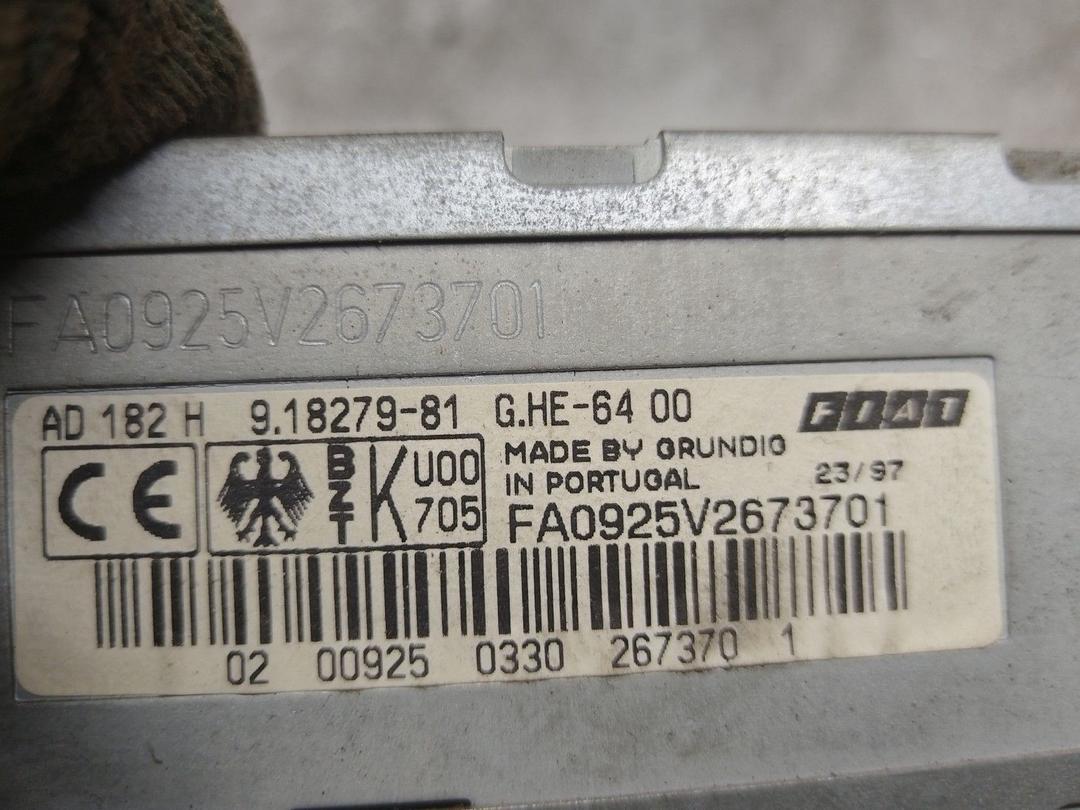 FA0925V2673701
AD 182 H 9.18279-81 G.HE-64 00 FIAT
CE BZT K U00 705
MADE BY GRUNDIG
IN PORTUGAL 23/97
FA0925V2673701
02 00925 0330 267370 1